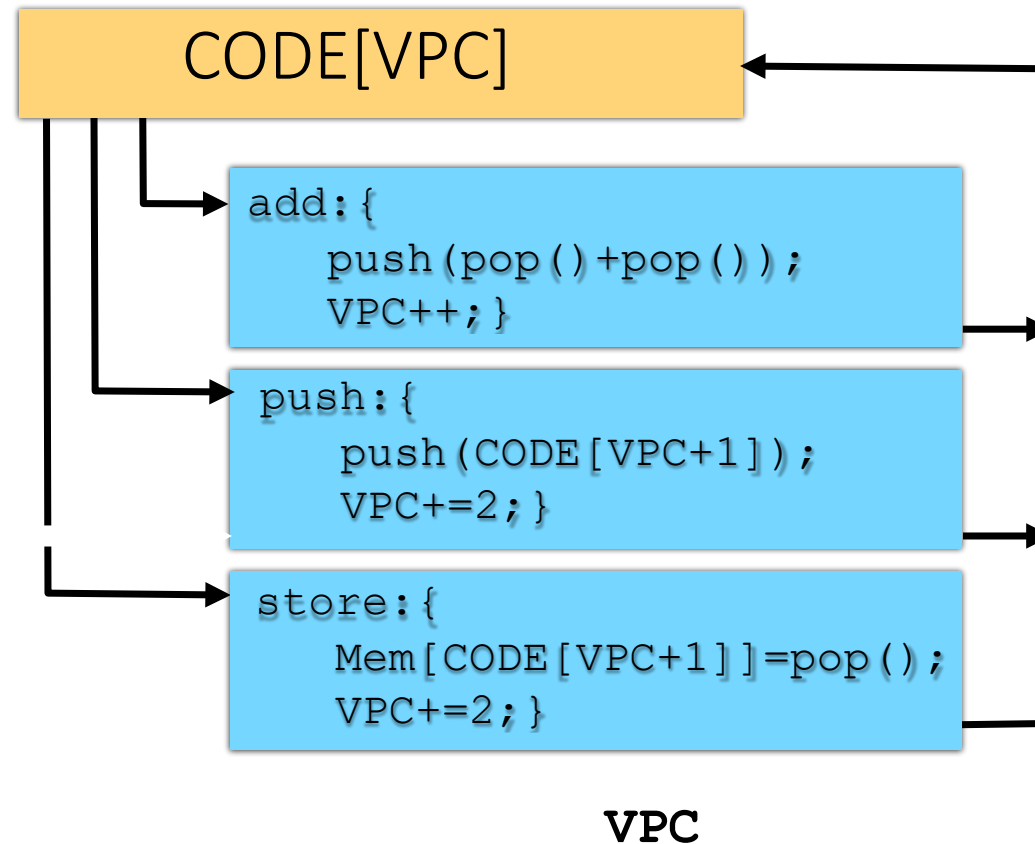 CODE[VPC]
add:{
push(pop()+pop());
VPC++;}
push:{
push(CODE[VPC+1]);
VPC+=2;}
store:{
Mem[CODE[VPC+1]]=pop();
VPC+=2;}
VPC